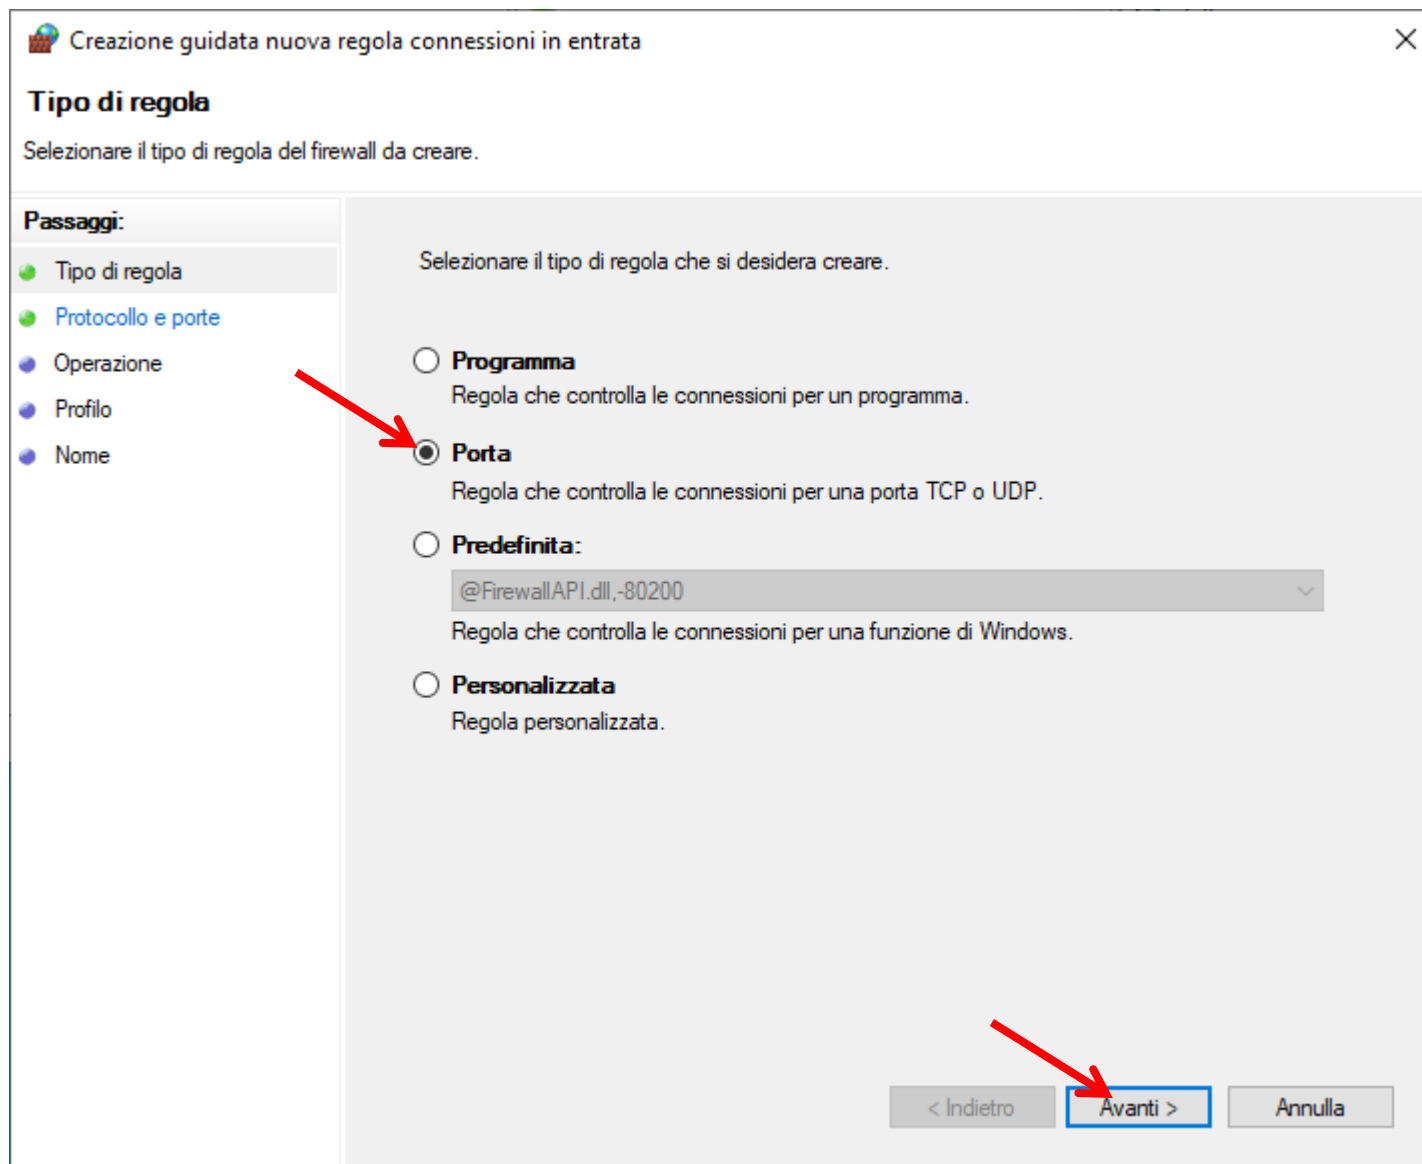 Creazione guidata nuova regola connessioni in entrata
Tipo di regola
Selezionare il tipo di regola del firewall da creare.
Passaggi:
Tipo di regola
Protocollo e porte
Operazione
Profilo
Nome
Selezionare il tipo di regola che si desidera creare.
Programma
Regola che controlla le connessioni per un programma.
Porta
Regola che controlla le connessioni per una porta TCP o UDP.
Predefinita:
@FirewallAPI.dll,-80200
Regola che controlla le connessioni per una funzione di Windows.
Personalizzata
Regola personalizzata.
< Indietro
Avanti >
Annulla